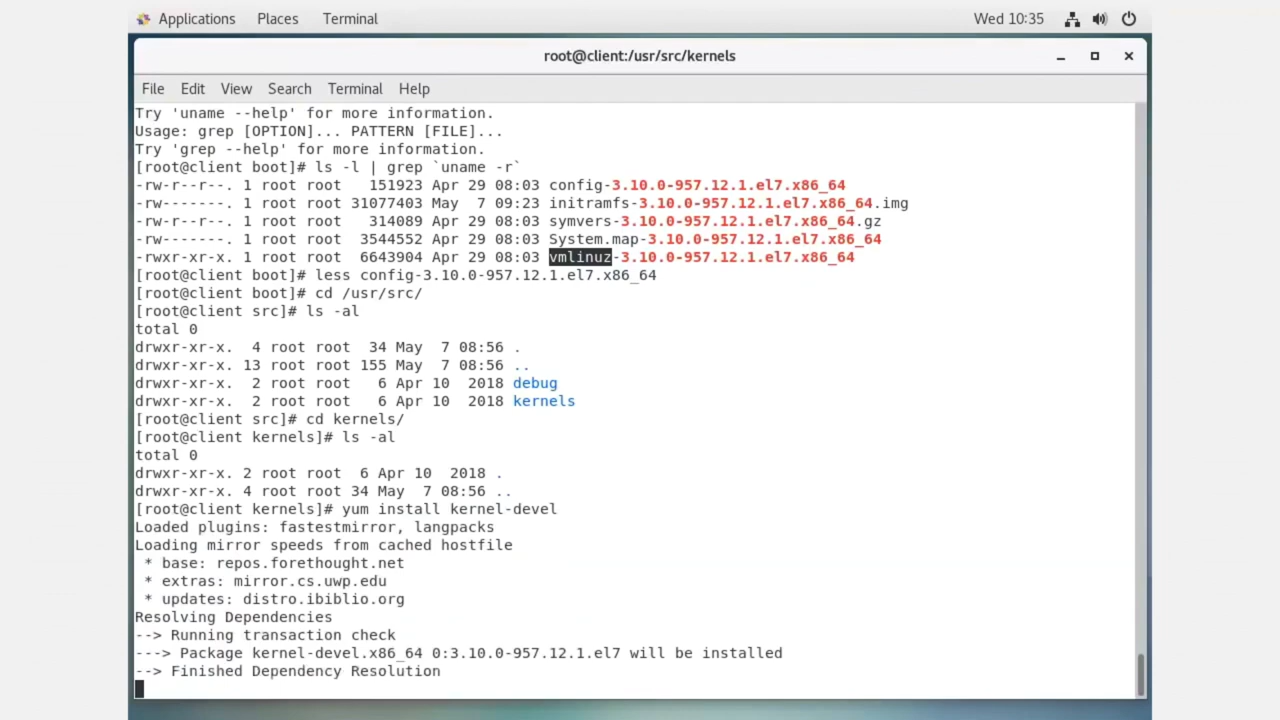 Applications Places Terminal Wed 10:35
root@client:/usr/src/kernels
File Edit View Search Terminal Help
Try 'uname --help' for more information.
Usage: grep [OPTION]... PATTERN [FILE]...
Try 'grep --help' for more information.
[root@client boot]# ls -l | grep `uname -r`
-rw-r--r--. 1 root root   151923 Apr 29 08:03 config-3.10.0-957.12.1.el7.x86_64
-rw-------. 1 root root 31077403 May  7 09:23 initramfs-3.10.0-957.12.1.el7.x86_64.img
-rw-r--r--. 1 root root   314089 Apr 29 08:03 symvers-3.10.0-957.12.1.el7.x86_64.gz
-rw-------. 1 root root  3544552 Apr 29 08:03 System.map-3.10.0-957.12.1.el7.x86_64
-rwxr-xr-x. 1 root root  6643904 Apr 29 08:03 vmlinuz-3.10.0-957.12.1.el7.x86_64
[root@client boot]# less config-3.10.0-957.12.1.el7.x86_64
[root@client boot]# cd /usr/src/
[root@client src]# ls -al
total 0
drwxr-xr-x.  4 root root  34 May  7 08:56 .
drwxr-xr-x. 13 root root 155 May  7 08:56 ..
drwxr-xr-x.  2 root root   6 Apr 10  2018 debug
drwxr-xr-x.  2 root root   6 Apr 10  2018 kernels
[root@client src]# cd kernels/
[root@client kernels]# ls -al
total 0
drwxr-xr-x. 2 root root  6 Apr 10  2018 .
drwxr-xr-x. 4 root root 34 May  7 08:56 ..
[root@client kernels]# yum install kernel-devel
Loaded plugins: fastestmirror, langpacks
Loading mirror speeds from cached hostfile
 * base: repos.forethought.net
 * extras: mirror.cs.uwp.edu
 * updates: distro.ibiblio.org
Resolving Dependencies
--> Running transaction check
---> Package kernel-devel.x86_64 0:3.10.0-957.12.1.el7 will be installed
--> Finished Dependency Resolution